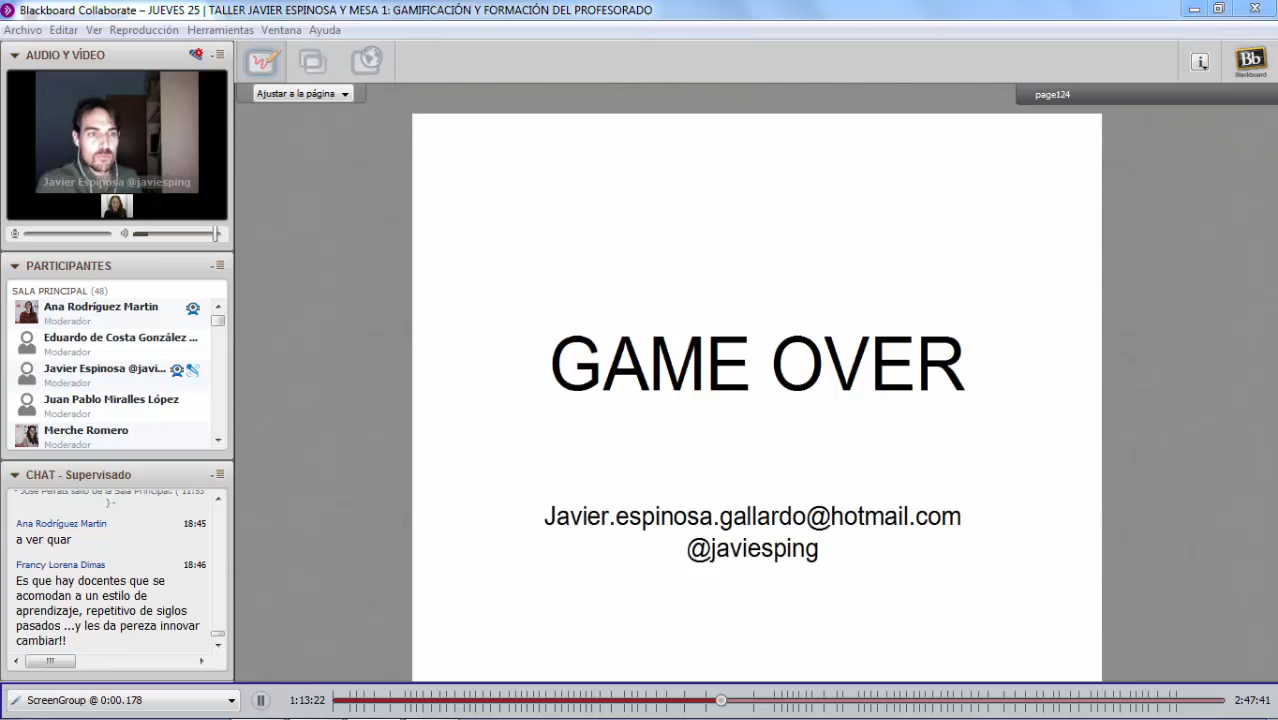 Blackboard Collaborate – JUEVES 25 | TALLER JAVIER ESPINOSA Y MESA 1: GAMIFICACIÓN Y FORMACIÓN DEL PROFESORADO
Archivo Editar Ver Reproducción Herramientas Ventana Ayuda
AUDIO Y VÍDEO
Javier Espinosa @javiesping
PARTICIPANTES
SALA PRINCIPAL (48)
Ana Rodríguez Martin
Moderador
Eduardo de Costa González ...
Moderador
Javier Espinosa @javi...
Moderador
Juan Pablo Miralles López
Moderador
Merche Romero
Moderador
CHAT - Supervisado
) -
Ana Rodríguez Martin 18:45
a ver quar
Francy Lorena Dimas 18:46
Es que hay docentes que se
acomodan a un estilo de
aprendizaje, repetitivo de siglos
pasados ...y les da pereza innovar
cambiar!!
Ajustar a la página
page124
Bb
Blackboard
GAME OVER
Javier.espinosa.gallardo@hotmail.com
@javiesping
ScreenGroup @ 0:00.178
1:13:22
2:47:41